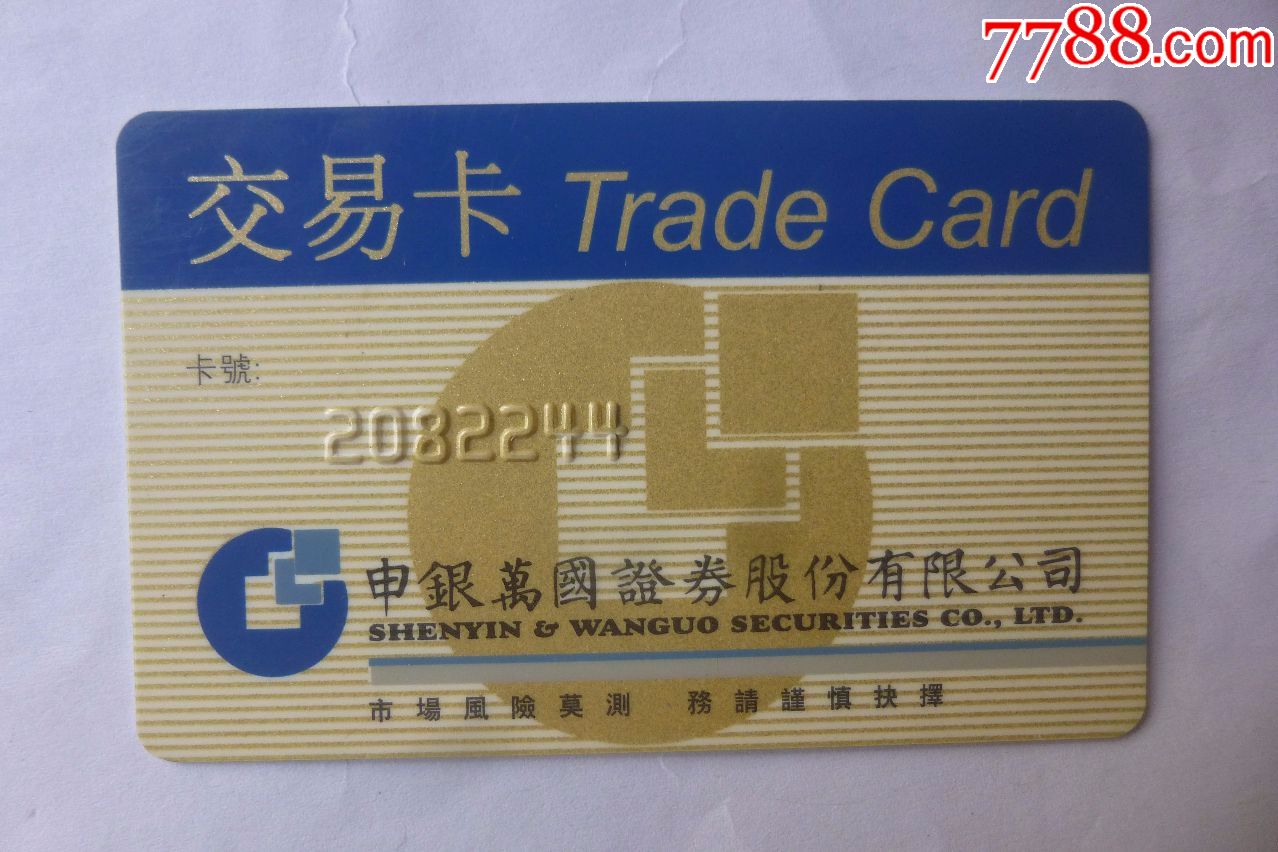 7788.com
交易卡 Trade Card
卡號:
2082244
申銀萬國證券股份有限公司
SHENYIN & WANGUO SECURITIES CO., LTD.
市場風險莫測 務請謹慎抉擇